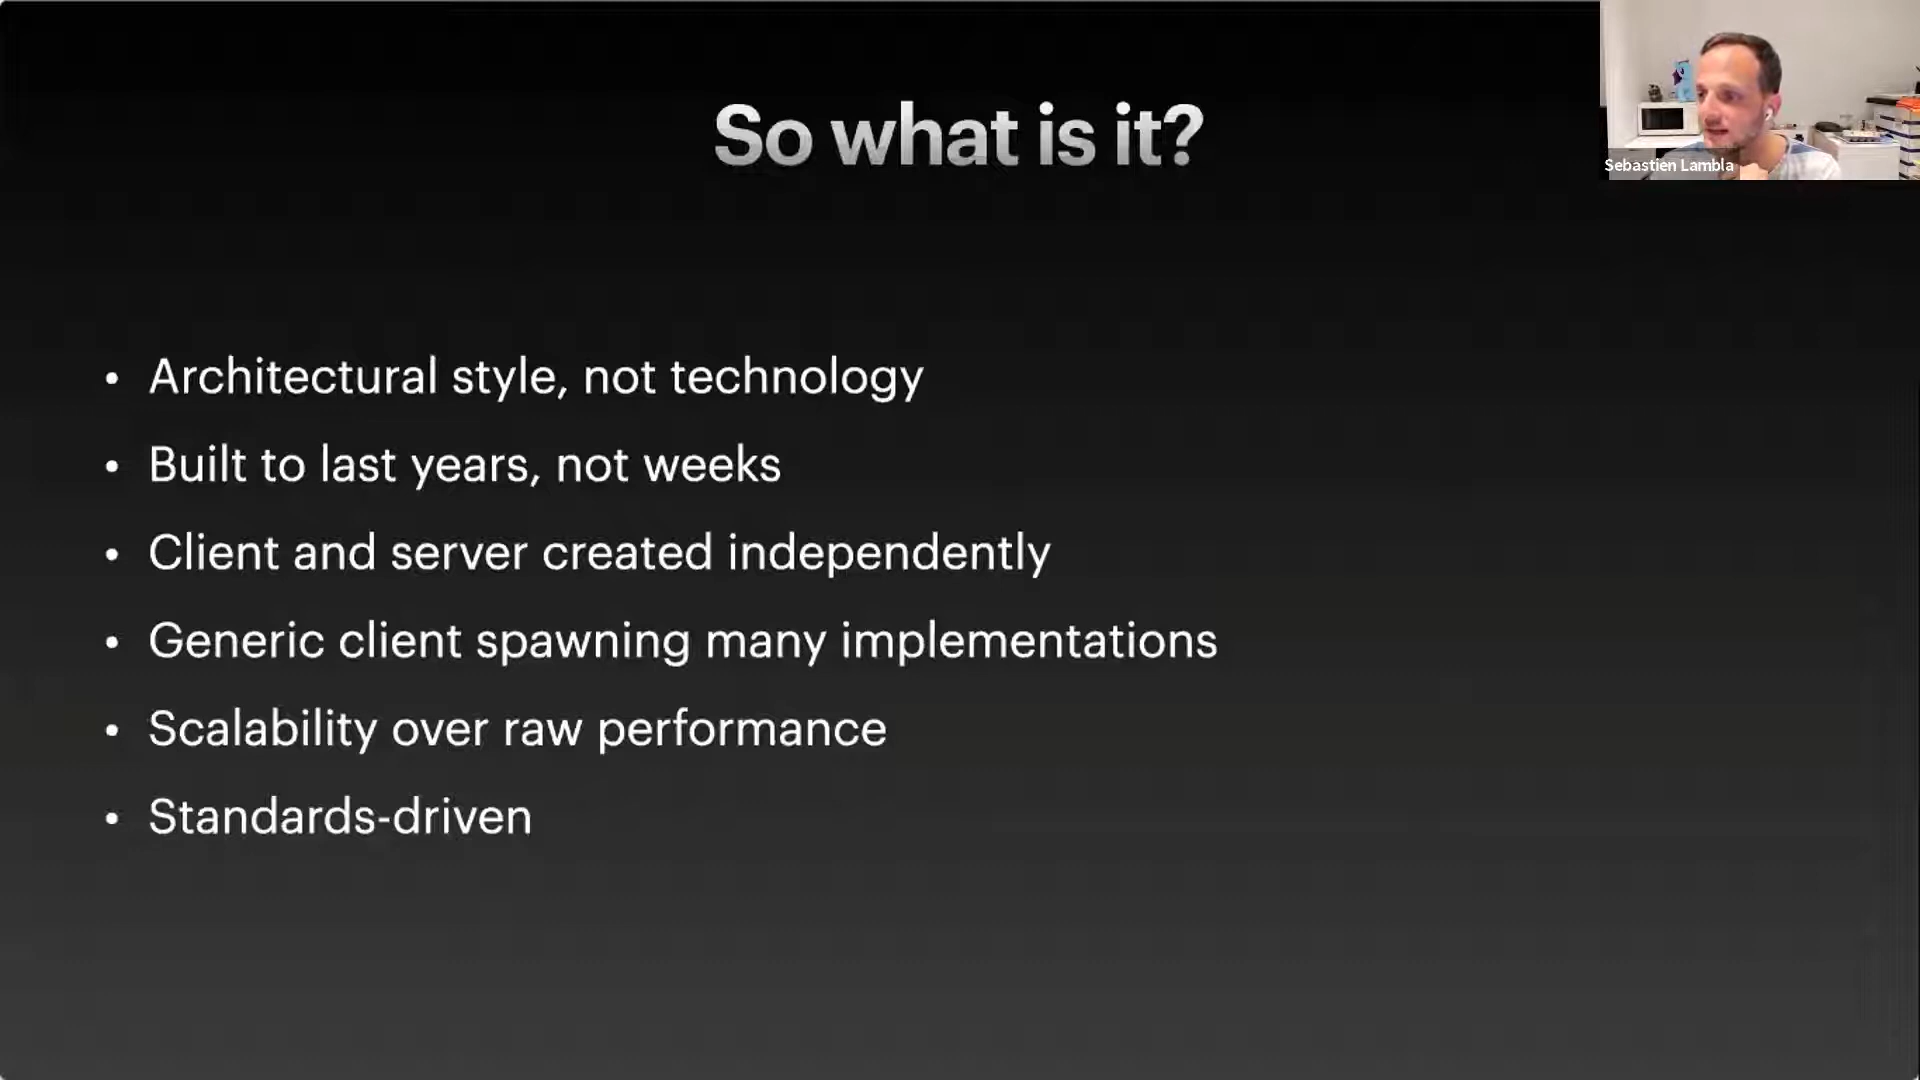 So what is it?
Sebastien Lambla
• Architectural style, not technology
• Built to last years, not weeks
• Client and server created independently
• Generic client spawning many implementations
• Scalability over raw performance
• Standards-driven